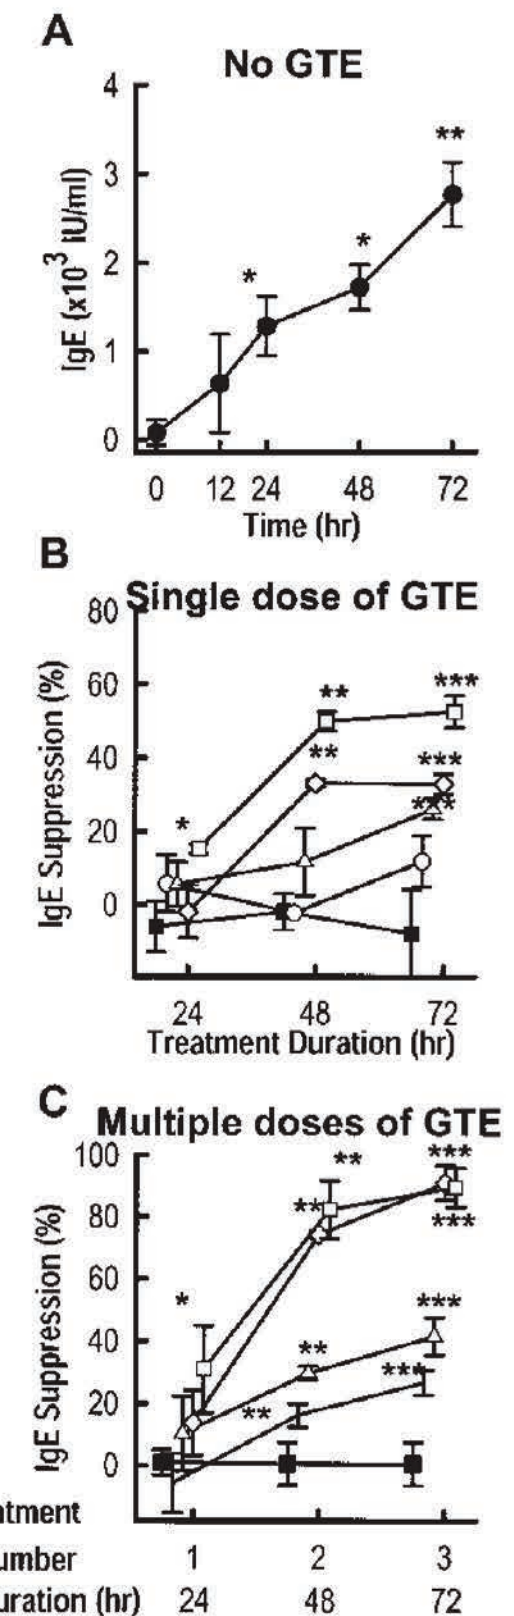 A
No GTE
4
3
2
1
0
IgE (x10³ IU/ml)
*
*
**
0 12 24 48 72
Time (hr)
B
Single dose of GTE
80
60
40
20
0
IgE Suppression (%)
*
**
**
***
***
***
24 48 72
Treatment Duration (hr)
C
Multiple doses of GTE
100
80
60
40
20
0
IgE Suppression (%)
*
**
**
**
**
***
***
***
***
atment
umber 1 2 3
uration (hr) 24 48 72